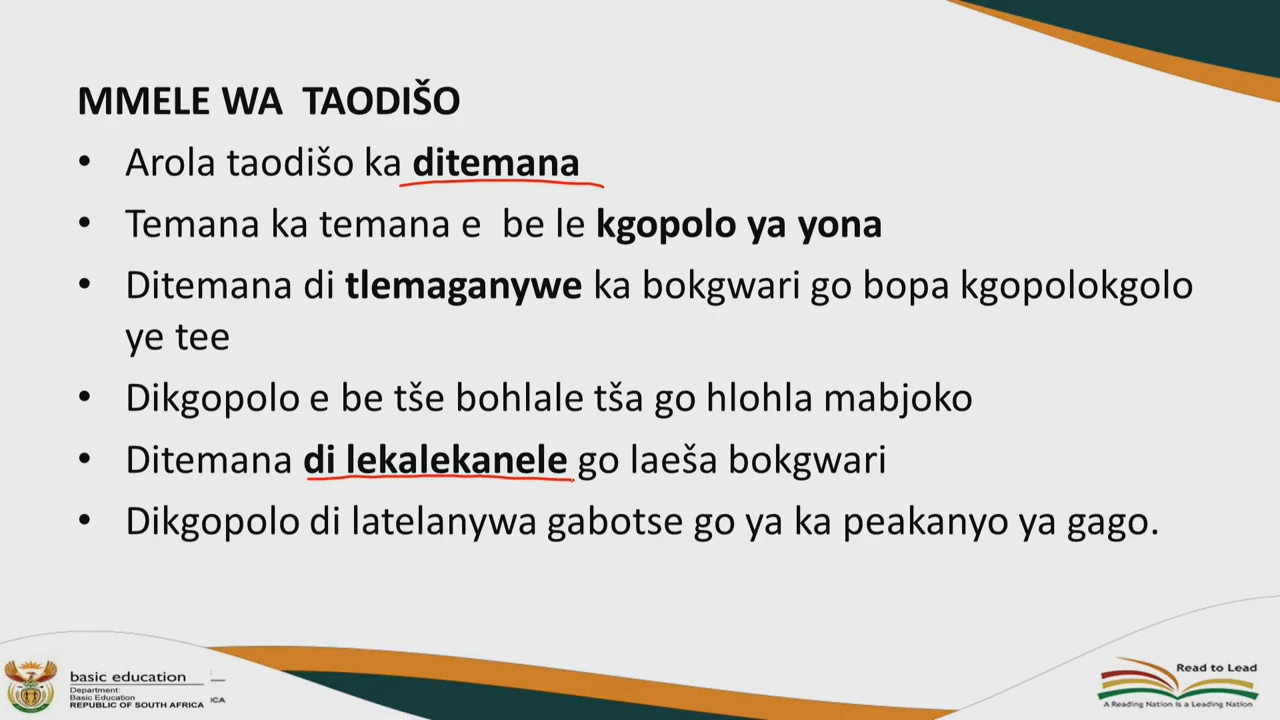 MMELE WA TAODIŠO
• Arola taodišo ka ditemana
• Temana ka temana e be le kgopolo ya yona
• Ditemana di tlemaganywe ka bokgwari go bopa kgopolokgolo
ye tee
• Dikgopolo e be tše bohlale tša go hlohla mabjoko
• Ditemana di lekalekanele go laeša bokgwari
• Dikgopolo di latelanywa gabotse go ya ka peakanyo ya gago.
basic education
Department:
Basic Education
REPUBLIC OF SOUTH AFRICA
ICA
Read to Lead
A Reading Nation is a Leading Nation